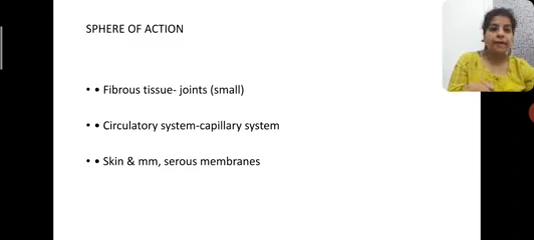 SPHERE OF ACTION
• • Fibrous tissue- joints (small)
• • Circulatory system-capillary system
• • Skin & mm, serous membranes